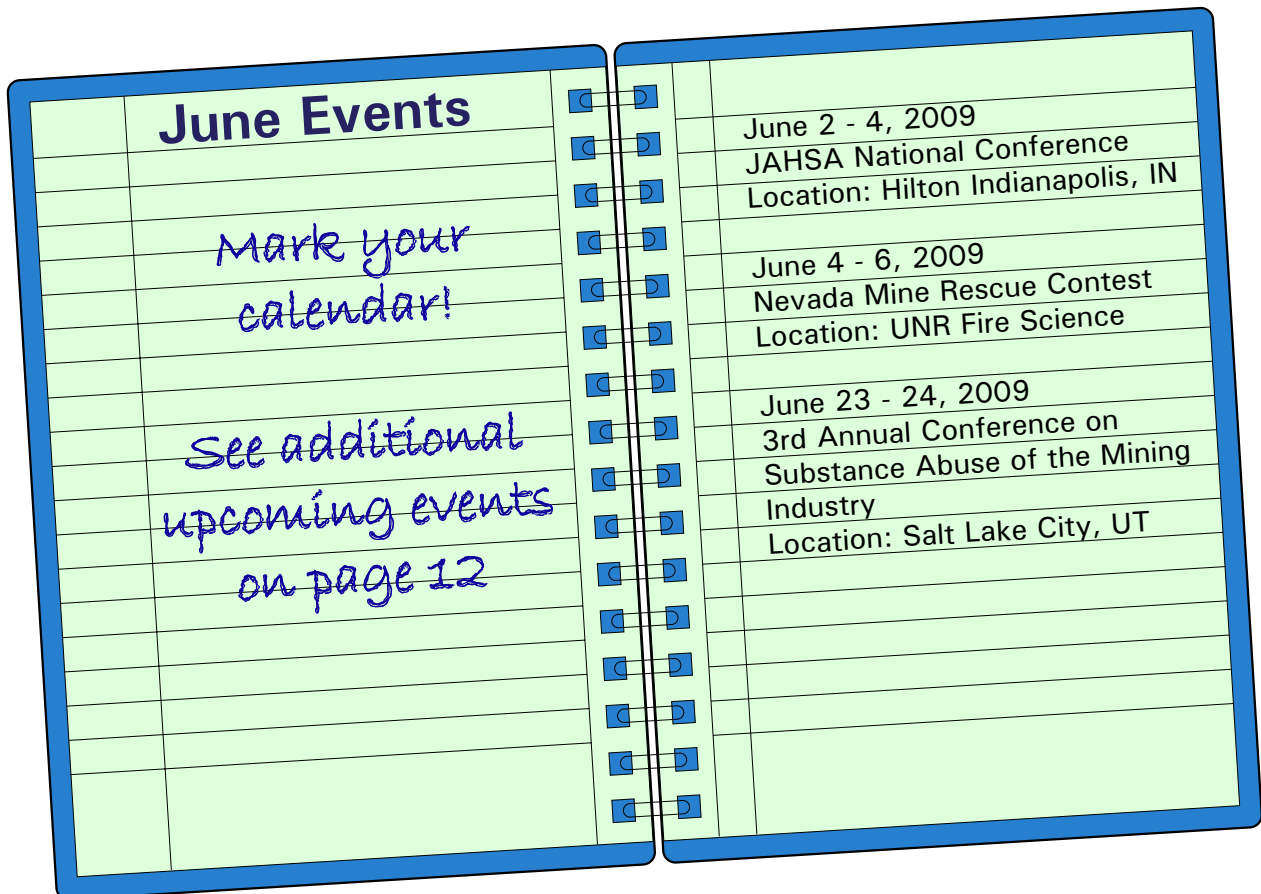 June Events
Mark your
calendar!
See additional
upcoming events
on page 12
June 2 - 4, 2009
JAHSA National Conference
Location: Hilton Indianapolis, IN
June 4 - 6, 2009
Nevada Mine Rescue Contest
Location: UNR Fire Science
June 23 - 24, 2009
3rd Annual Conference on
Substance Abuse of the Mining
Industry
Location: Salt Lake City, UT